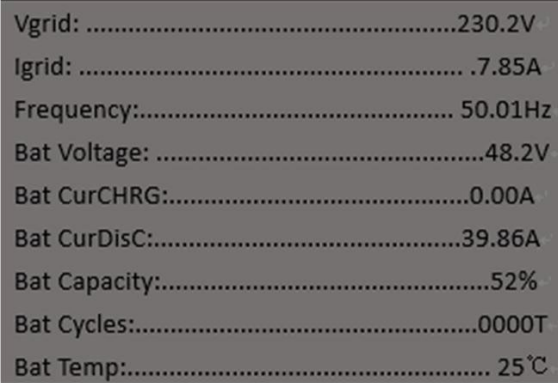 Vgrid: ......................................................230.2V
Igrid: ........................................................ .7.85A
Frequency:.............................................. 50.01Hz
Bat Voltage: ................................................48.2V
Bat CurCHRG:............................................0.00A
Bat CurDisC:.............................................39.86A
Bat Capacity:................................................52%
Bat Cycles:..................................................0000T
Bat Temp:..................................................... 25℃